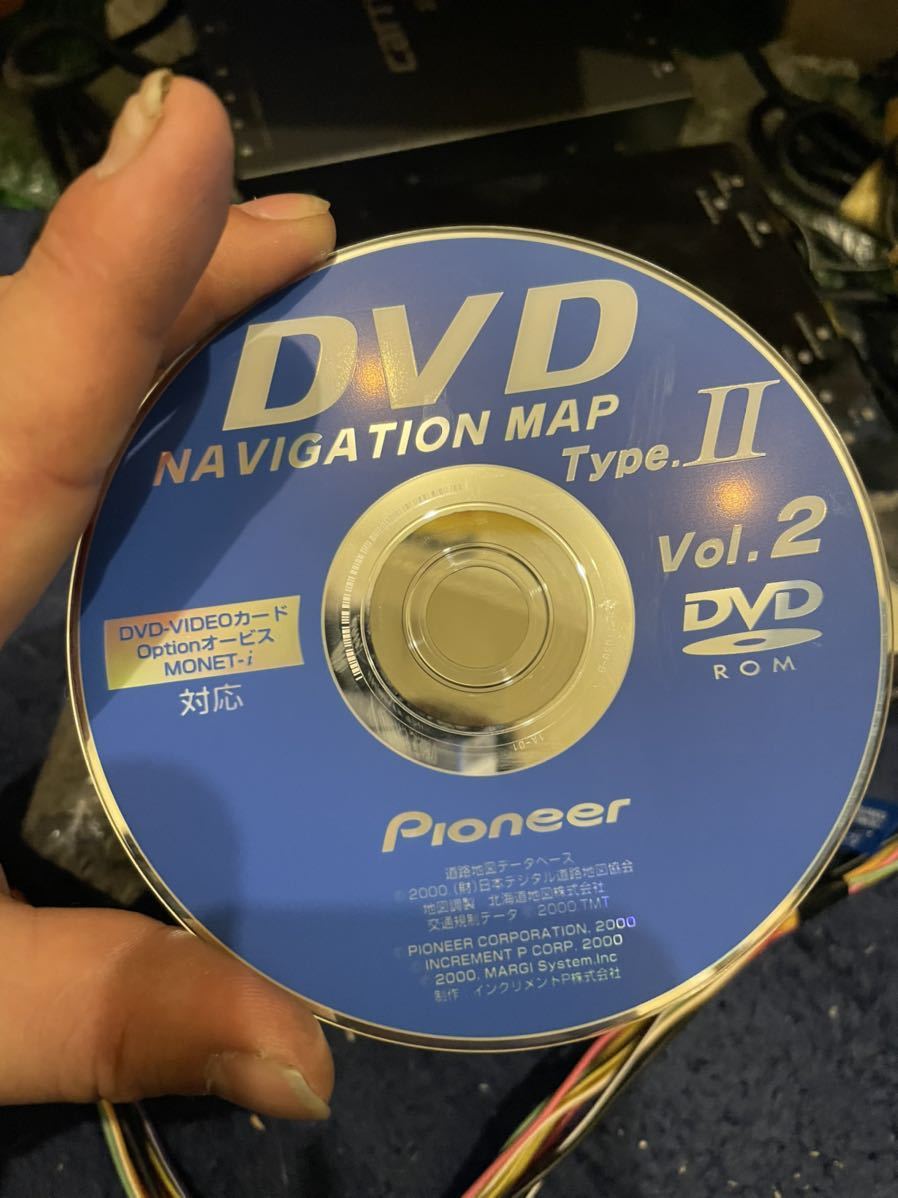 DVD
NAVIGATION MAP
Type.II
Vol.2
DVD
ROM
DVD-VIDEOカード
Optionオービス
MONET-i
対応
1A-01
Pioneer
道路地図データベース
© 2000 (財)日本デジタル道路地図協会
地図調製 北海道地図株式会社
交通規制データ © 2000 TMT
© PIONEER CORPORATION. 2000
© INCREMENT P CORP. 2000
© 2000, MARGI System.Inc
制作 : インクリメントP株式会社